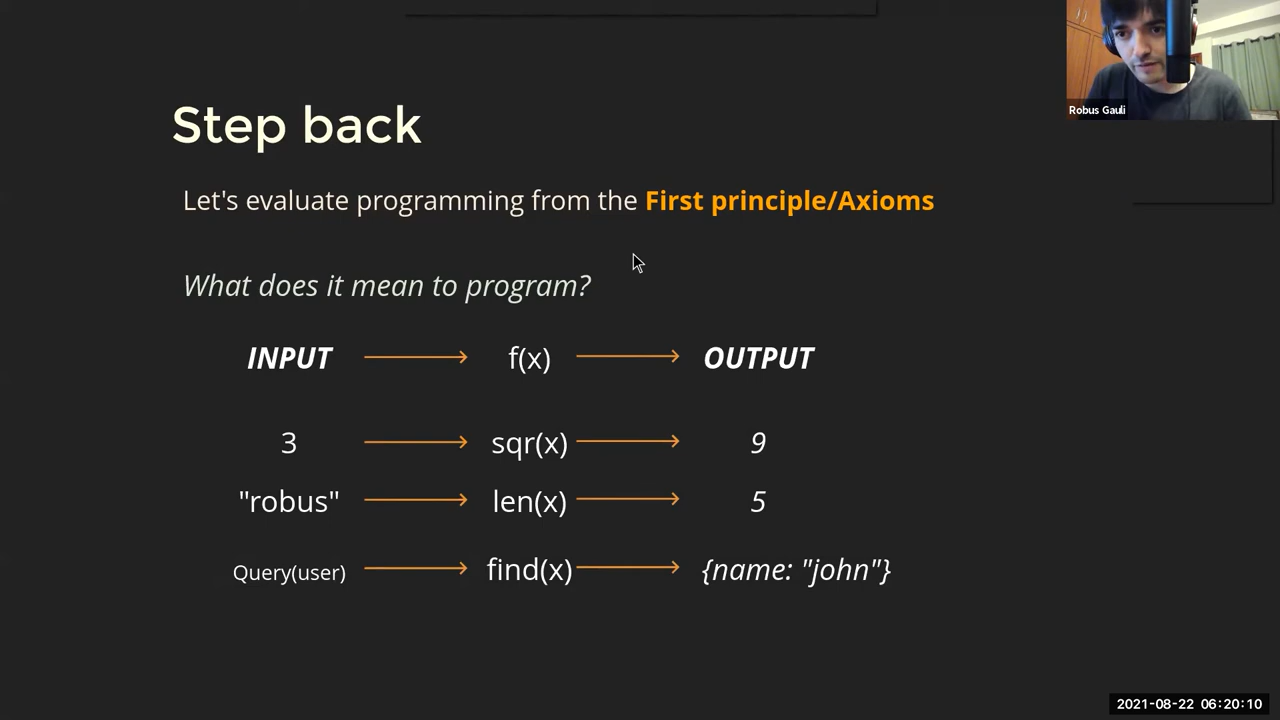 Robus Gauli
Step back
Let's evaluate programming from the First principle/Axioms
What does it mean to program?
INPUT f(x) OUTPUT
3 sqr(x) 9
"robus" len(x) 5
Query(user) find(x) {name: "john"}
2021-08-22 06:20:10